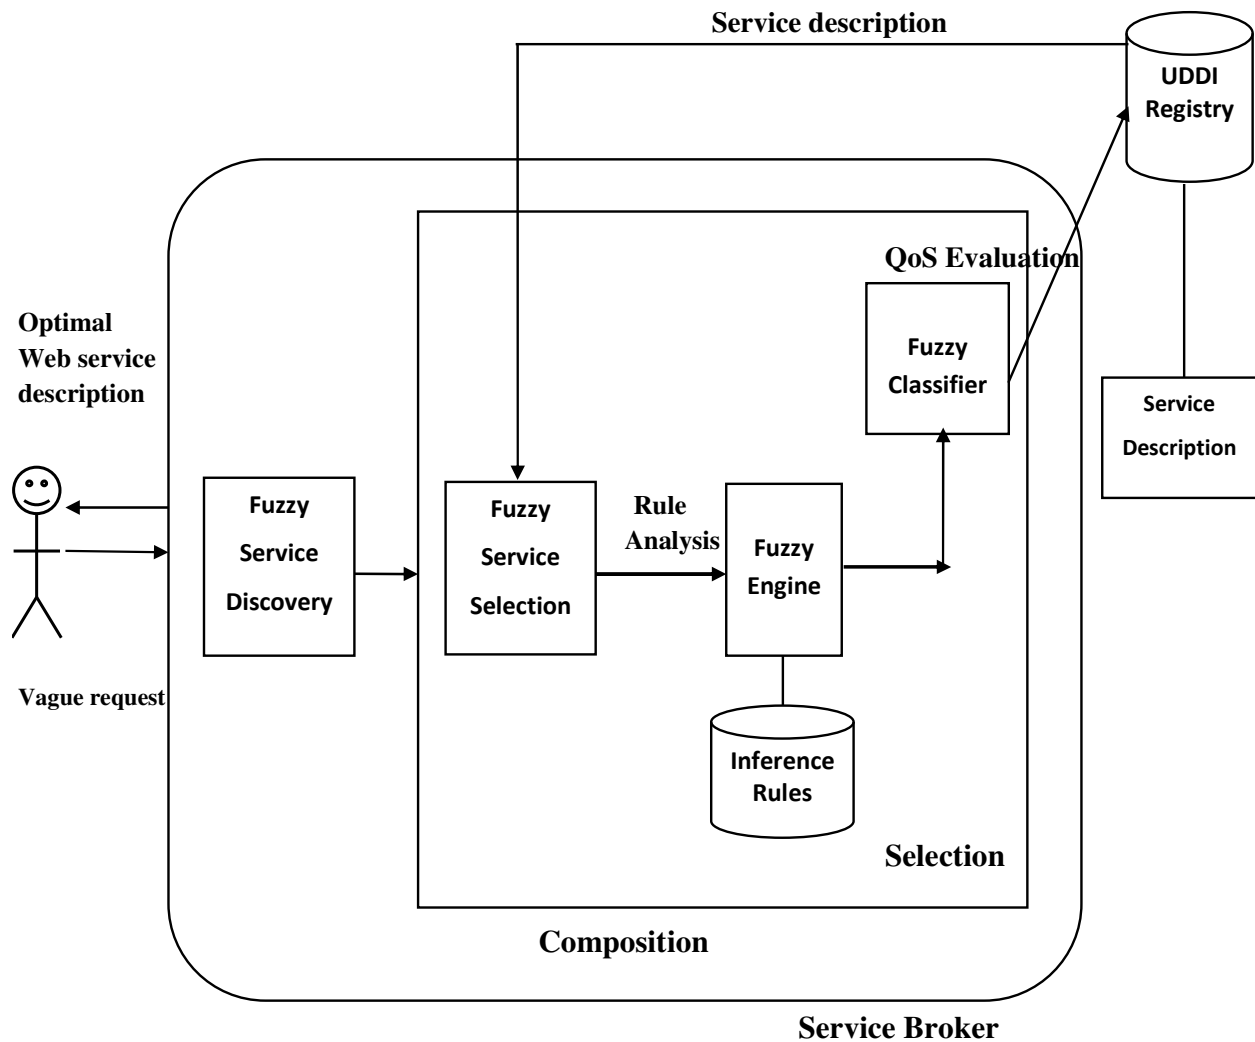 Service description
UDDI
Registry
QoS Evaluation
Optimal
Web service
description
Fuzzy
Classifier
Service
Description
Fuzzy
Service
Discovery
Fuzzy
Service
Selection
Rule
Analysis
Fuzzy
Engine
Vague request
Inference
Rules
Selection
Composition
Service Broker